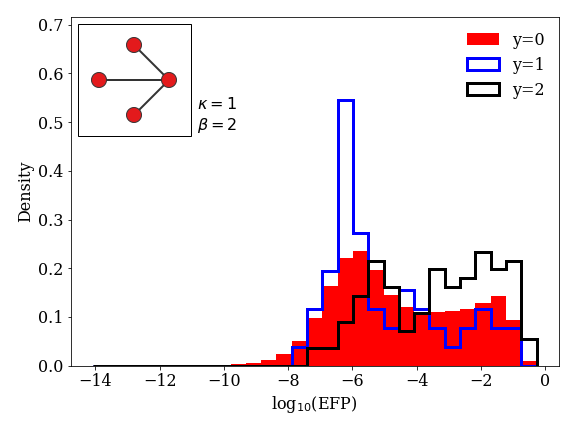 0.7
0.6
0.5
0.4
0.3
0.2
0.1
0.0
Density
κ = 1
β = 2
y=0
y=1
y=2
−14 −12 −10 −8 −6 −4 −2 0
log₁₀(EFP)